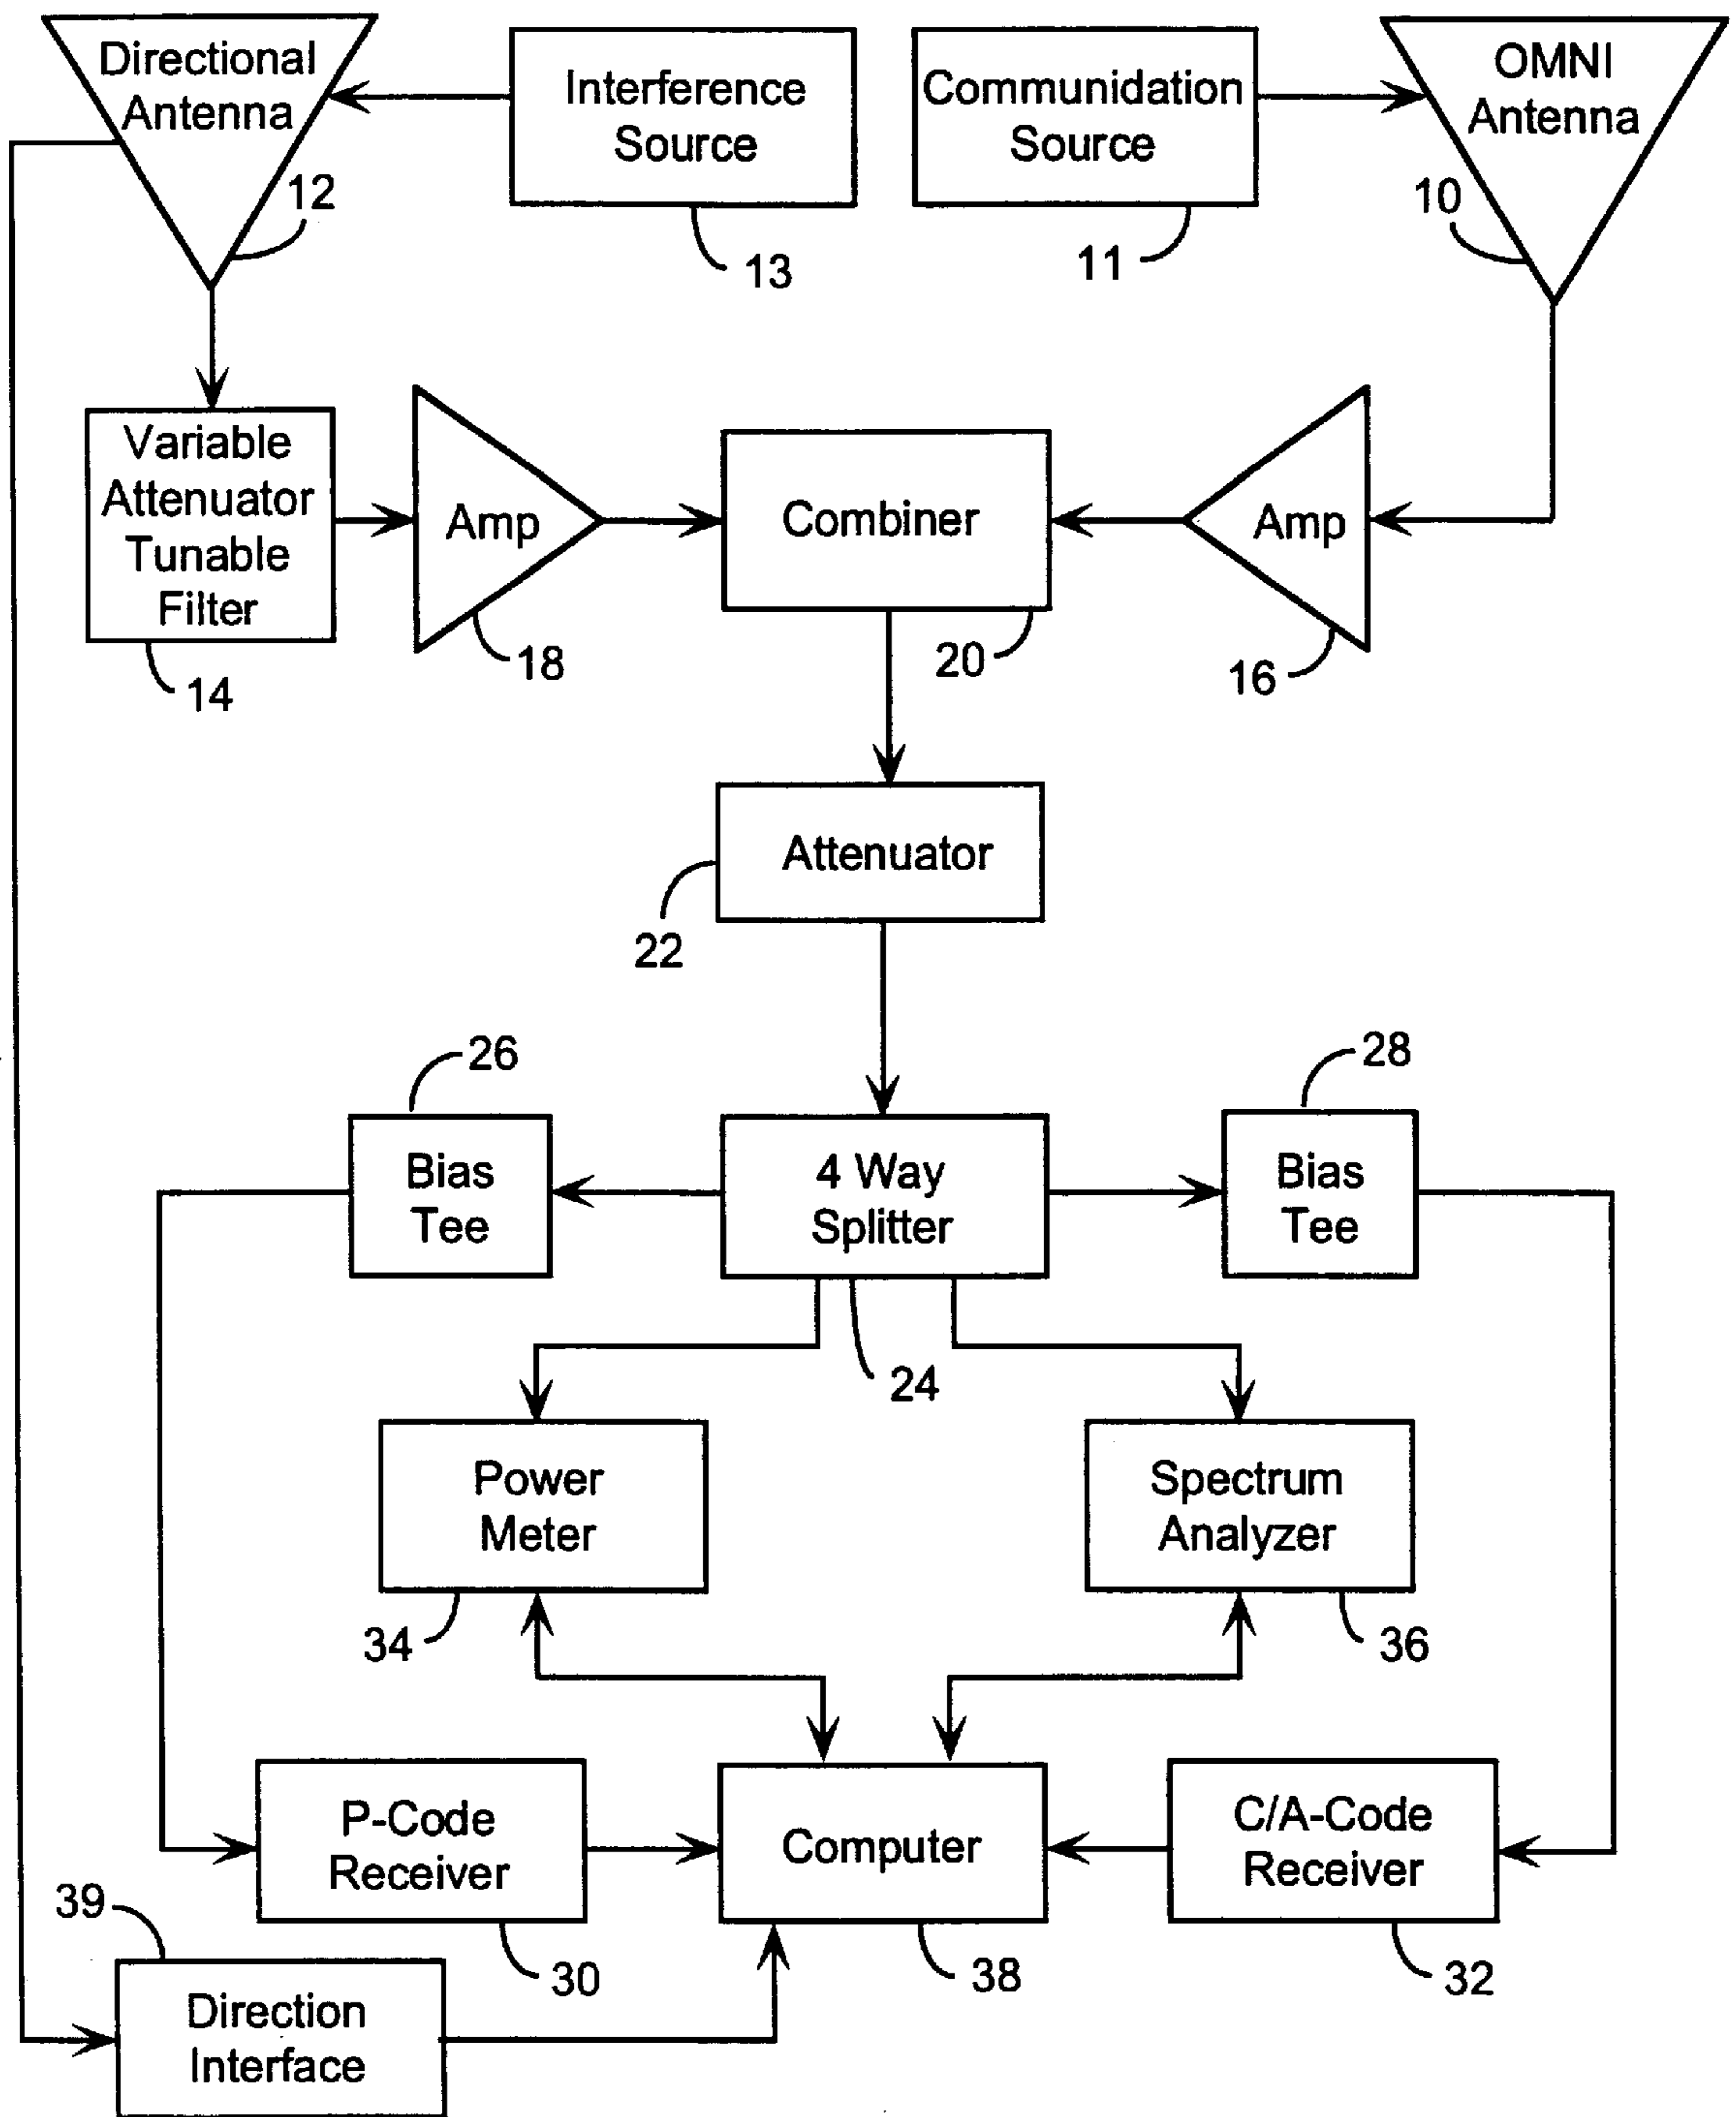 Directional
Antenna
Interference
Source
Communidation
Source
OMNI
Antenna
12
13
11
10
Variable
Attenuator
Tunable
Filter
Amp
Combiner
Amp
14
18
20
16
Attenuator
22
26
28
Bias
Tee
4 Way
Splitter
Bias
Tee
24
Power
Meter
Spectrum
Analyzer
34
36
P-Code
Receiver
Computer
C/A-Code
Receiver
39
30
38
32
Direction
Interface